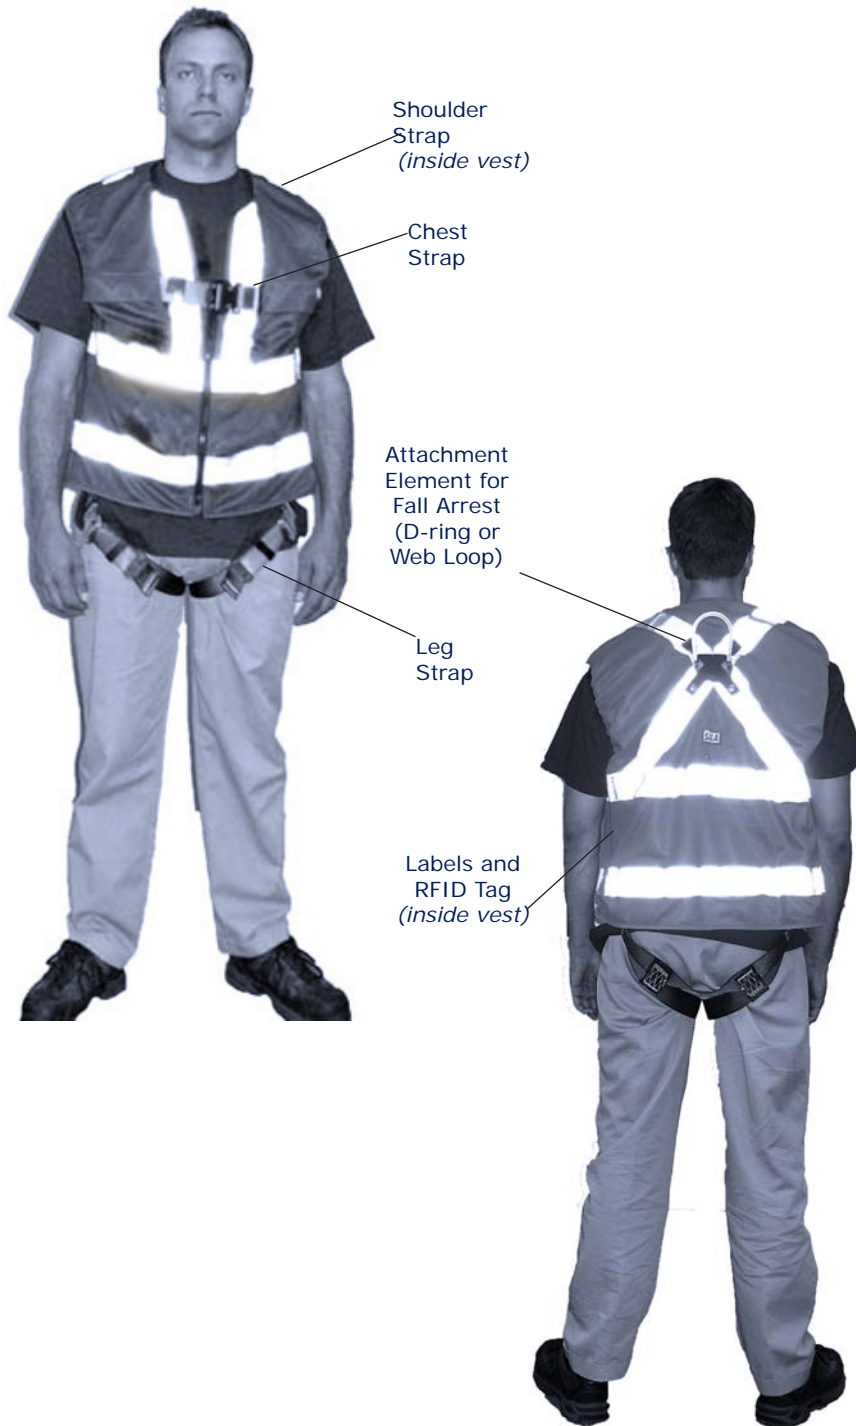 Shoulder
Strap
(inside vest)
Chest
Strap
Attachment
Element for
Fall Arrest
(D-ring or
Web Loop)
Leg
Strap
Labels and
RFID Tag
(inside vest)